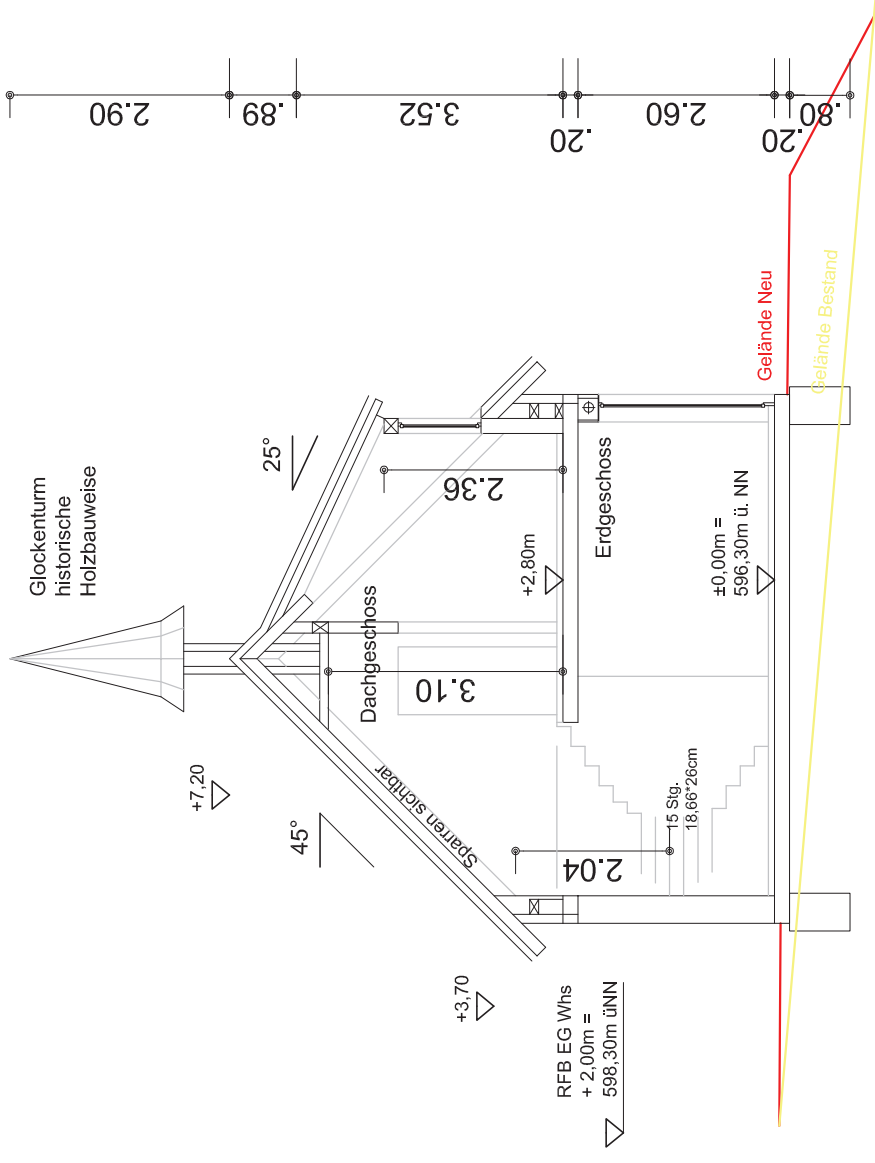 Glockenturm
historische
Holzbauweise
2.90
.89
3.52
.20
2.60
.20
.80
25°
45°
+7,20
+3,70
Sparren sichtbar
Dachgeschoss
3.10
2.36
+2,80m
Erdgeschoss
2.04
15 Stg.
18,66*26cm
±0,00m =
596,30m ü. NN
RFB EG Whs
+ 2,00m =
598,30m üNN
Gelände Neu
Gelände Bestand